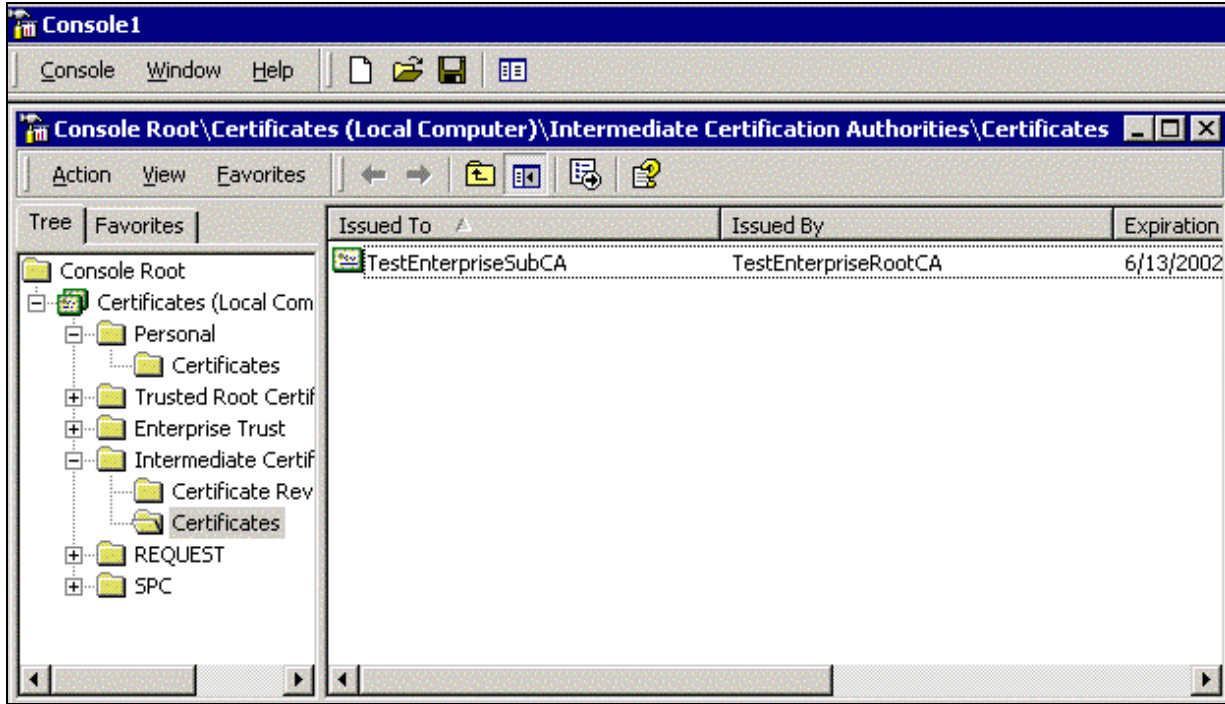 Console1
Console Window Help
Console Root\Certificates (Local Computer)\Intermediate Certification Authorities\Certificates
Action View Favorites
Tree Favorites
Issued To Issued By Expiration
Console Root
TestEnterpriseSubCA TestEnterpriseRootCA 6/13/2002
Certificates (Local Com
Personal
Certificates
Trusted Root Certif
Enterprise Trust
Intermediate Certif
Certificate Rev
Certificates
REQUEST
SPC